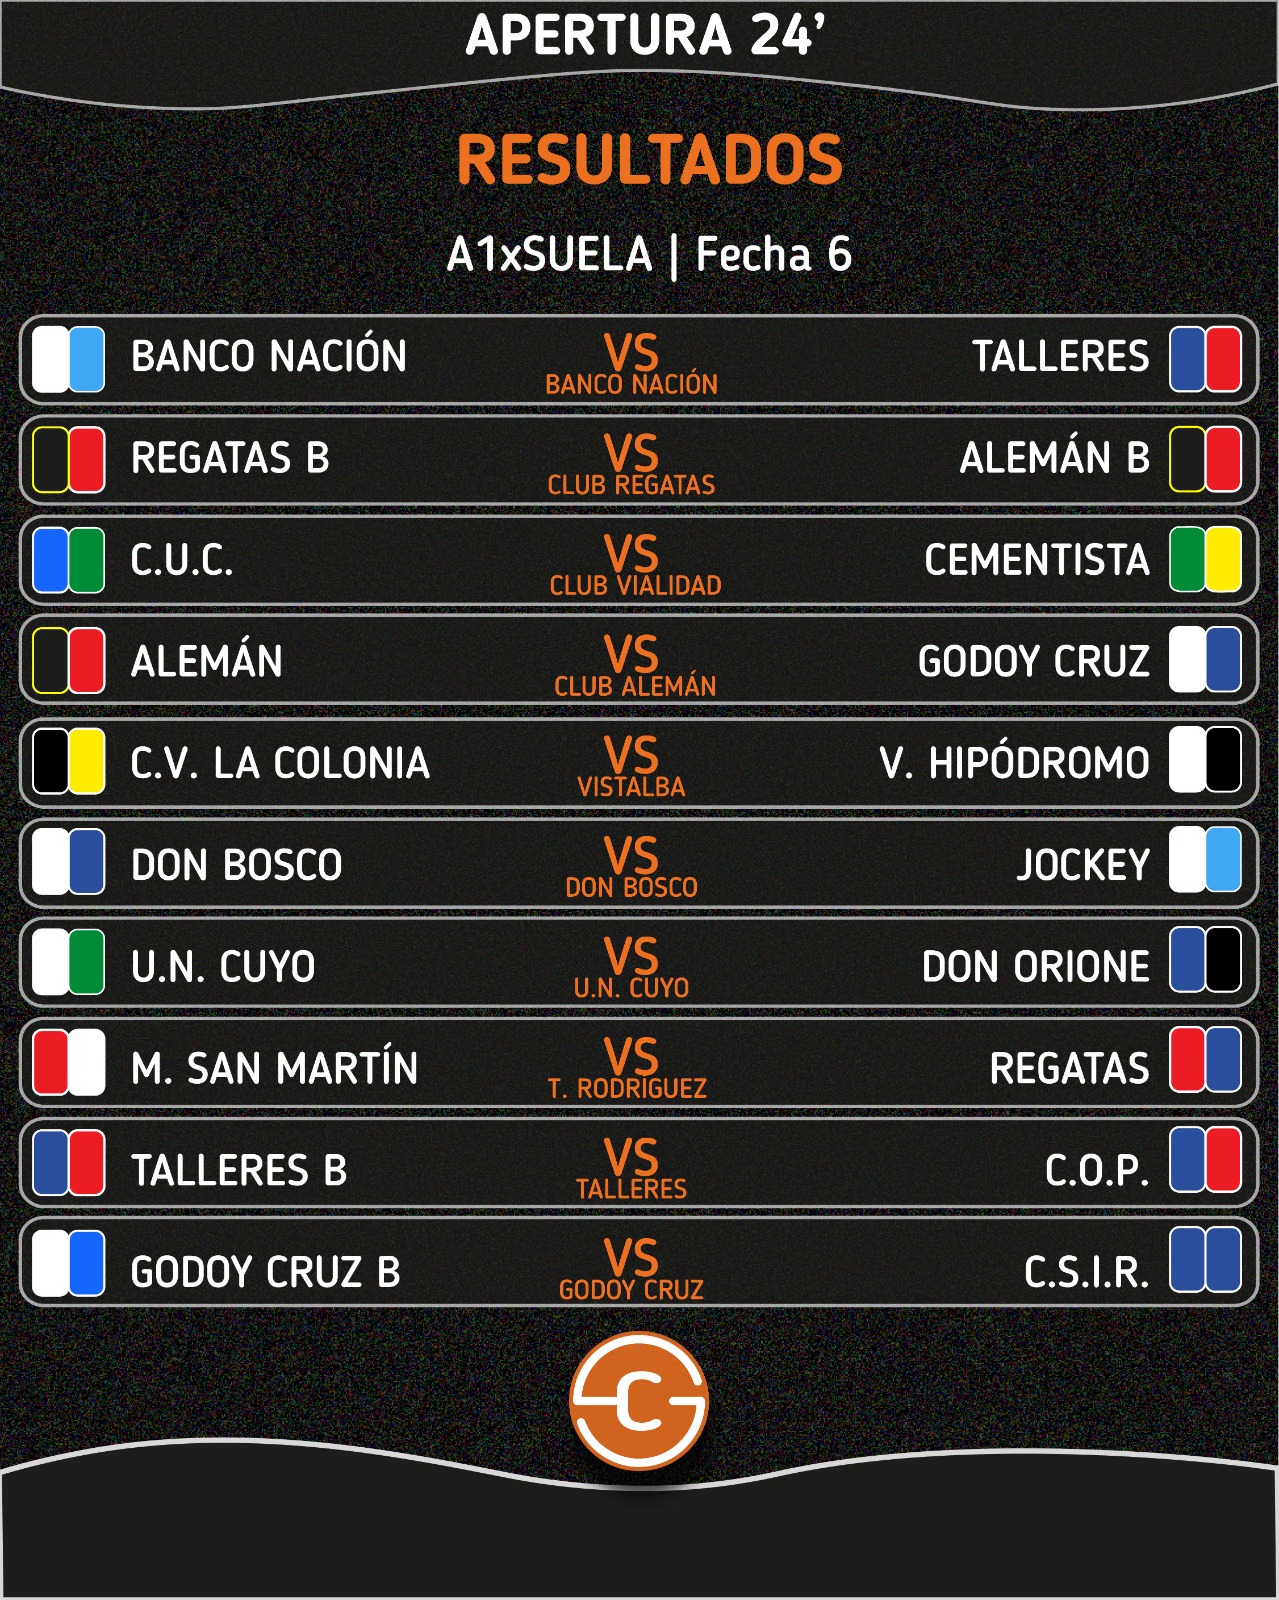 APERTURA 24’
RESULTADOS
A1xSUELA | Fecha 6
BANCO NACIÓN VS TALLERES
BANCO NACIÓN
REGATAS B VS ALEMÁN B
CLUB REGATAS
C.U.C. VS CEMENTISTA
CLUB VIALIDAD
ALEMÁN VS GODOY CRUZ
CLUB ALEMÁN
C.V. LA COLONIA VS V. HIPÓDROMO
VISTALBA
DON BOSCO VS JOCKEY
DON BOSCO
U.N. CUYO VS DON ORIONE
U.N. CUYO
M. SAN MARTÍN VS REGATAS
T. RODRÍGUEZ
TALLERES B VS C.O.P.
TALLERES
GODOY CRUZ B VS C.S.I.R.
GODOY CRUZ
C